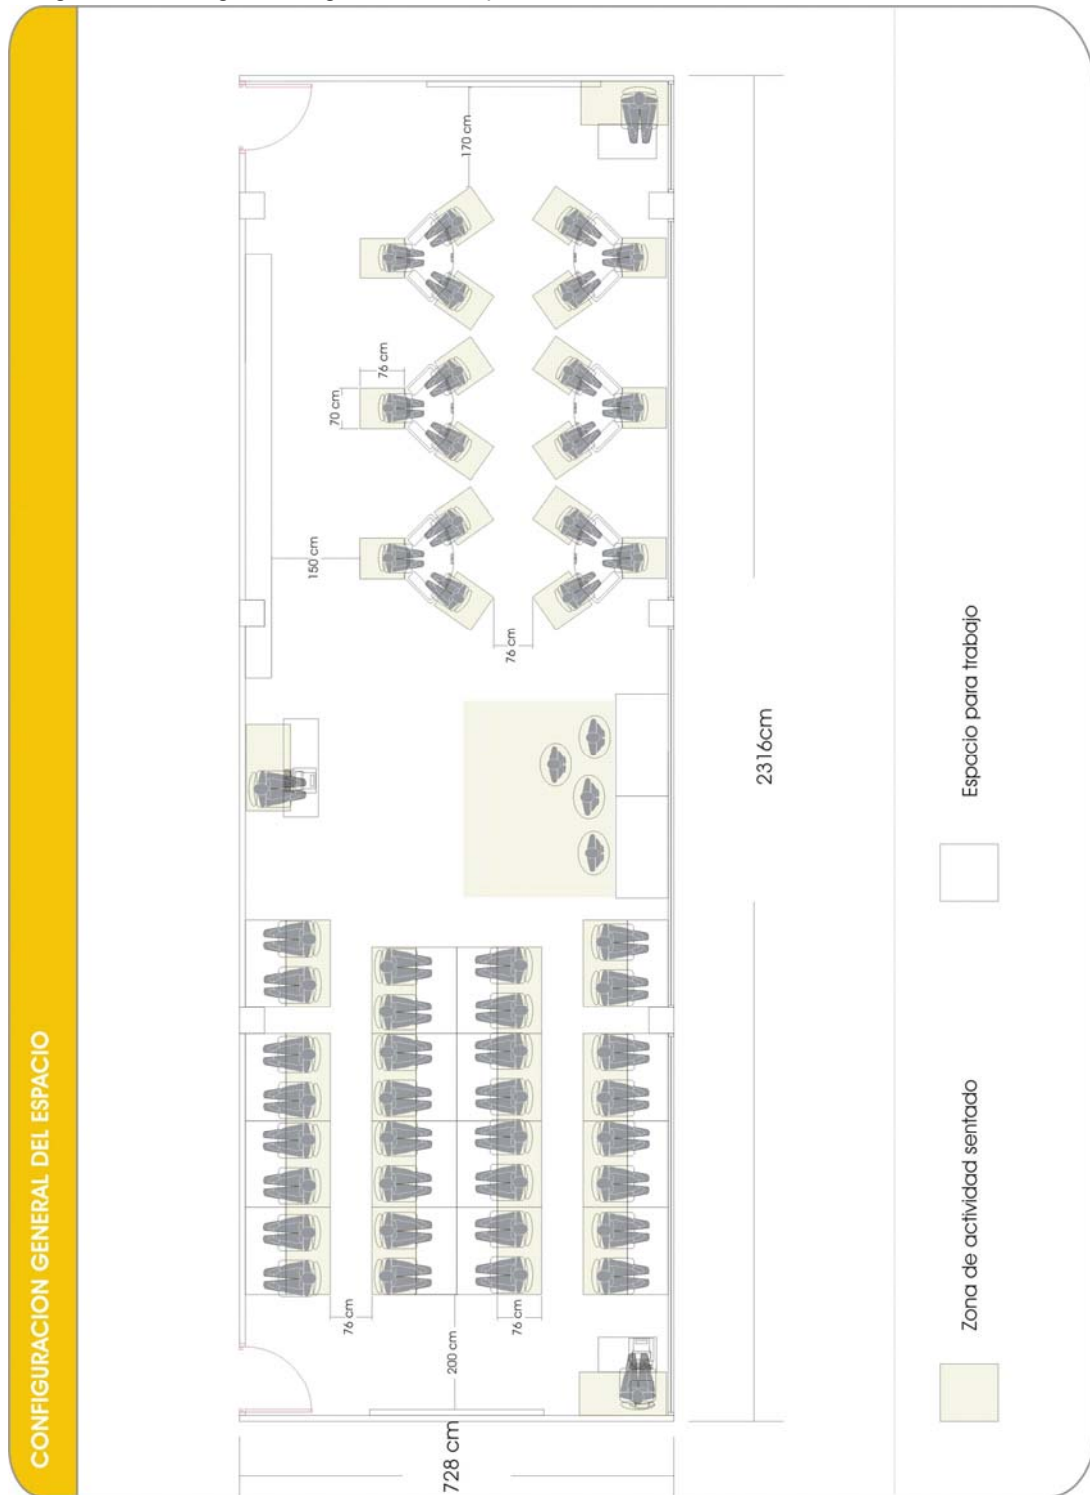 CONFIGURACION GENERAL DEL ESPACIO
170 cm
76 cm
70 cm
150 cm
76 cm
2316cm
76 cm
76 cm
200 cm
728 cm
Zona de actividad sentado
Espacio para trabajo